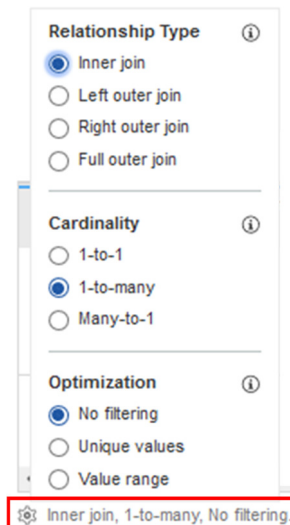 Relationship Type
Inner join
Left outer join
Right outer join
Full outer join
Cardinality
1-to-1
1-to-many
Many-to-1
Optimization
No filtering
Unique values
Value range
Inner join, 1-to-many, No filtering